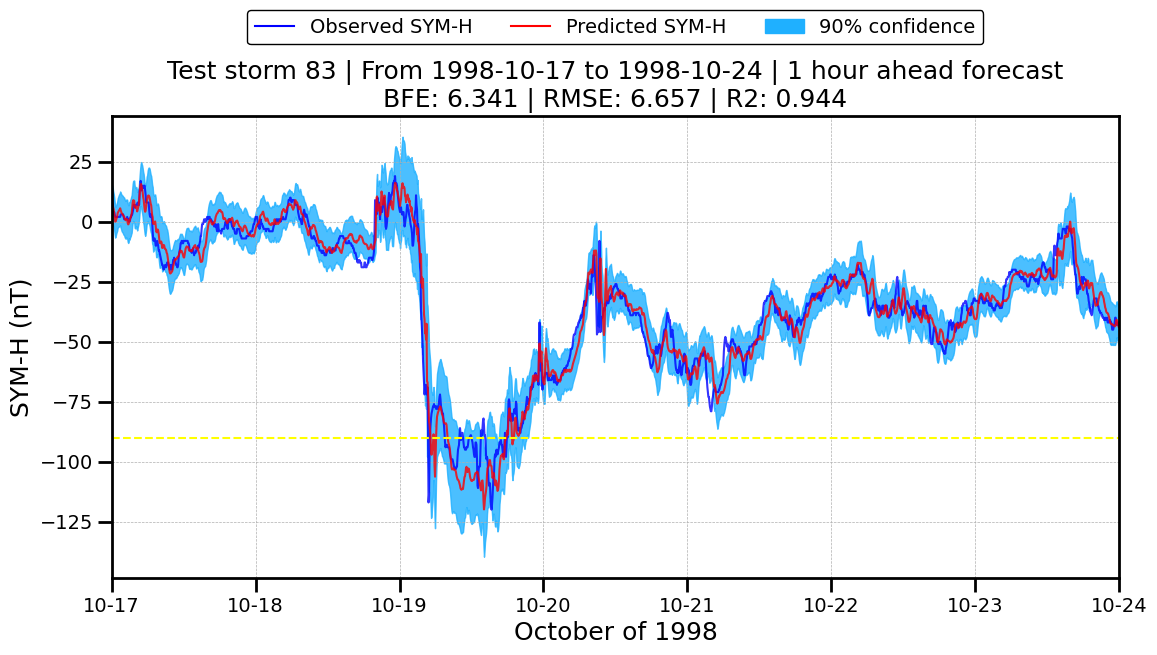 Observed SYM-H Predicted SYM-H 90% confidence
Test storm 83 | From 1998-10-17 to 1998-10-24 | 1 hour ahead forecast
BFE: 6.341 | RMSE: 6.657 | R2: 0.944
SYM-H (nT)
25
0
−25
−50
−75
−100
−125
10-17 10-18 10-19 10-20 10-21 10-22 10-23 10-24
October of 1998